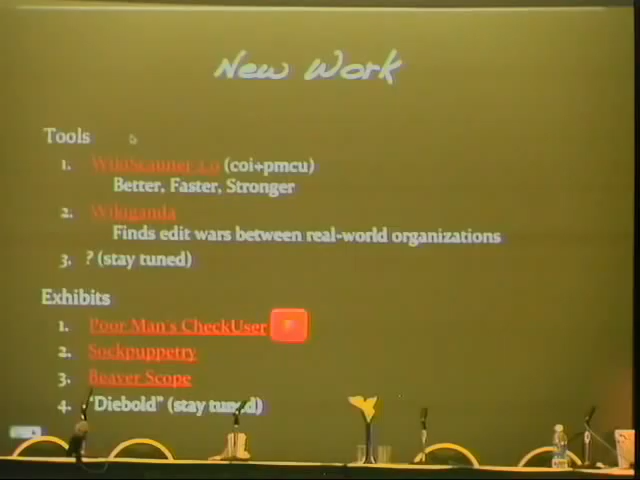 New Work
Tools
1. WikiScanner 2.0 (coi+pmcu)
Better, Faster, Stronger
2. Wikiganda
Finds edit wars between real-world organizations
3. ? (stay tuned)
Exhibits
1. Poor Man's CheckUser
2. Sockpuppetry
3. Beaver Scope
4. "Diebold" (stay tuned)